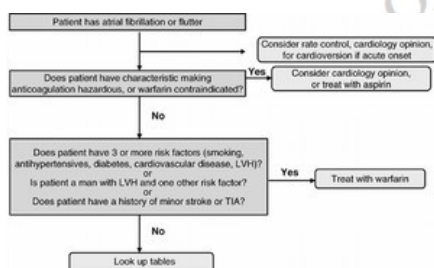 Patient has atrial fibrillation or flutter
Consider rate control, cardiology opinion,
for cardioversion if acute onset
Does patient have characteristic making
anticoagulation hazardous, or warfarin contraindicated?
Yes
Consider cardiology opinion,
or treat with aspirin
No
Does patient have 3 or more risk factors (smoking,
antihypertensives, diabetes, cardiovascular disease, LVH)?
or
Is patient a man with LVH and one other risk factor?
or
Does patient have a history of minor stroke or TIA?
Yes
Treat with warfarin
No
Look up tables